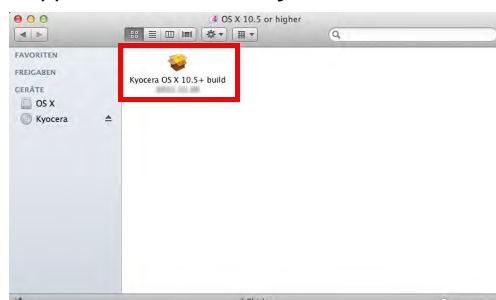 OS X 10.5 or higher
FAVORITEN
FREIGABEN
GERÄTE
OS X
Kyocera
Kyocera OS X 10.5+ build